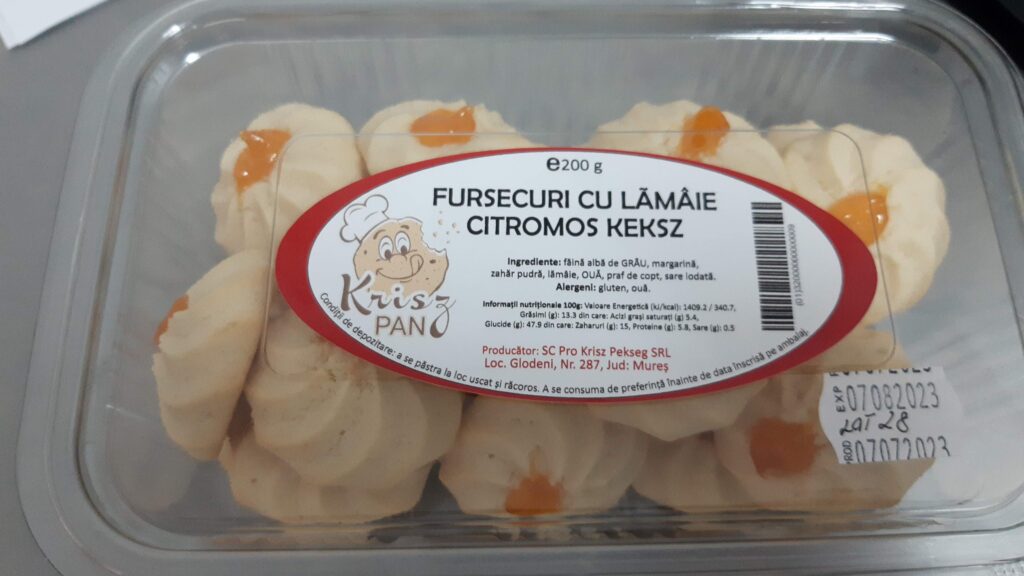 e200 g
FURSECURI CU LĂMÂIE
CITROMOS KEKSZ
Ingrediente: făină albă de GRÂU, margarină,
zahăr pudră, lămâie, OUĂ, praf de copt, sare iodată.
Alergeni: gluten, ouă.
Informații nutriționale 100g: Valoare Energetică (kj/kcal): 1409.2 / 340.7,
Grăsimi (g): 13.3 din care: Acizi grași saturați (g) 5.4,
Glucide (g): 47.9 din care: Zaharuri (g): 15, Proteine (g): 5.8, Sare (g): 0.5
Krisz
PAN
Producător: SC Pro Krisz Pekseg SRL
Loc. Glodeni, Nr. 287, Jud: Mureș
Condiții de depozitare: a se păstra la loc uscat și răcoros. A se consuma de preferință înainte de data înscrisă pe ambalaj.
EXP 07082023
LOT 28
PROD 07072023